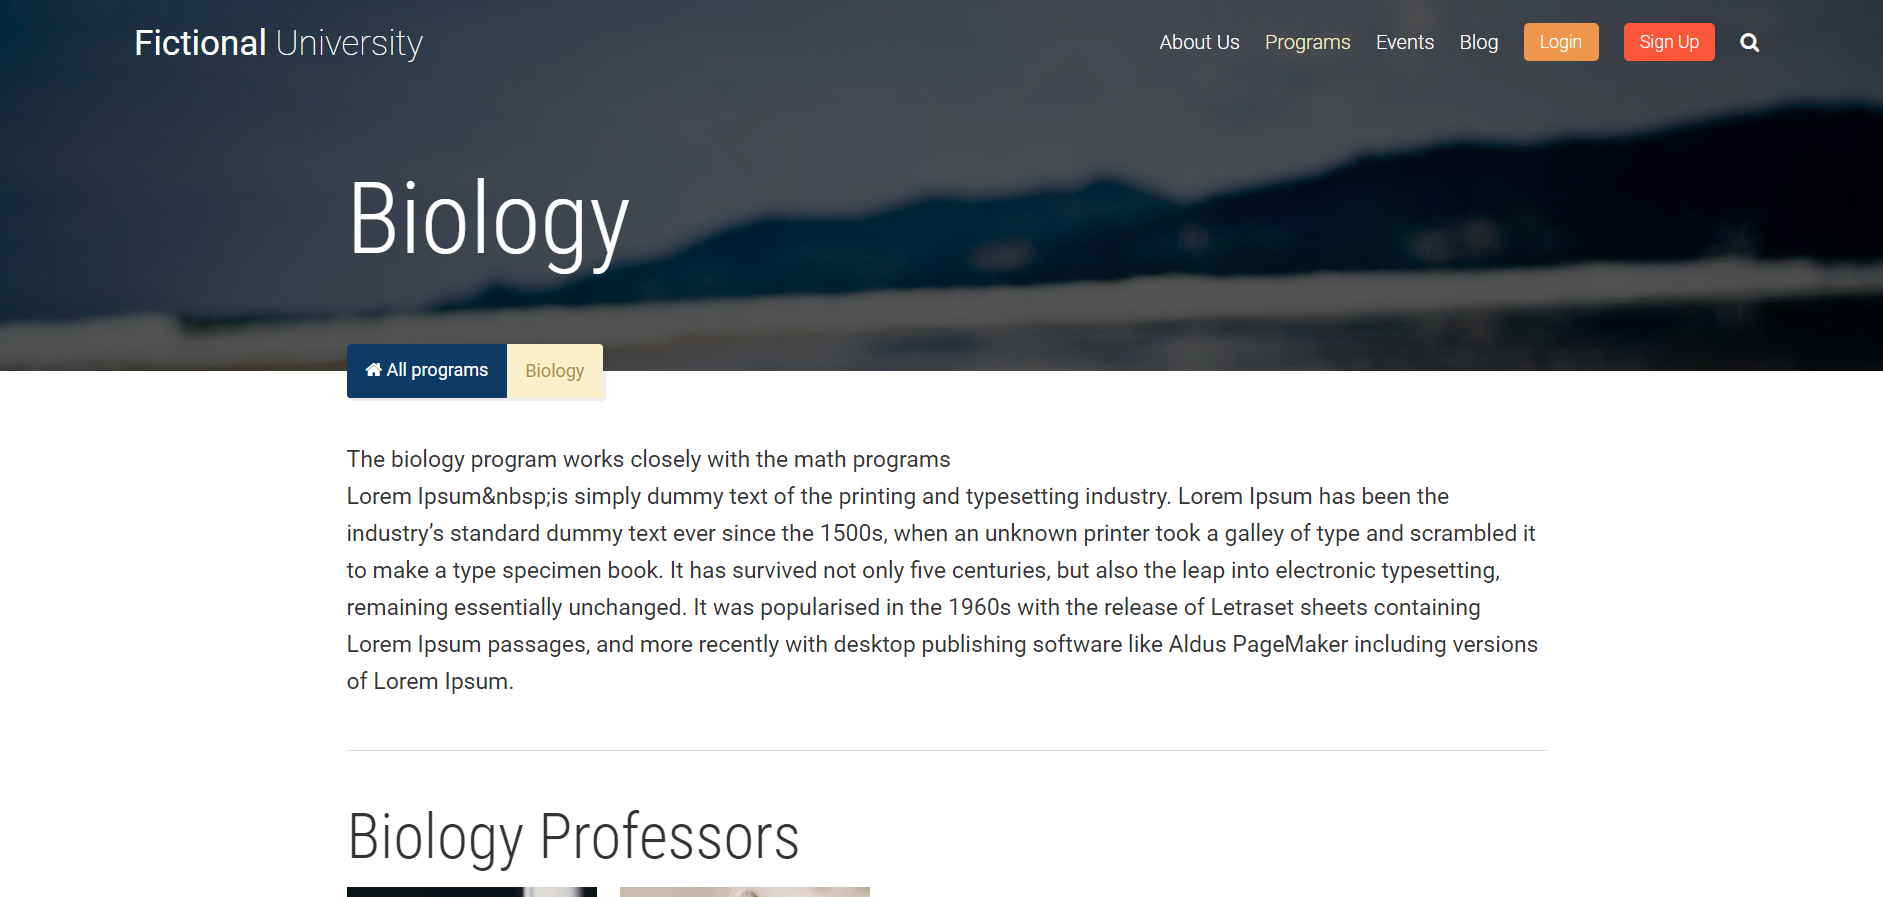 Fictional University
About Us Programs Events Blog Login Sign Up
Biology
All programs Biology
The biology program works closely with the math programs
Lorem Ipsum&nbsp;is simply dummy text of the printing and typesetting industry. Lorem Ipsum has been the
industry’s standard dummy text ever since the 1500s, when an unknown printer took a galley of type and scrambled it
to make a type specimen book. It has survived not only five centuries, but also the leap into electronic typesetting,
remaining essentially unchanged. It was popularised in the 1960s with the release of Letraset sheets containing
Lorem Ipsum passages, and more recently with desktop publishing software like Aldus PageMaker including versions
of Lorem Ipsum.
Biology Professors